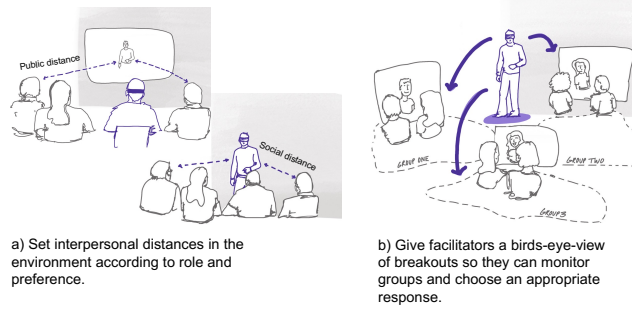 Public distance
Social distance
a) Set interpersonal distances in the
environment according to role and
preference.
GROUP ONE
GROUP TWO
GROUP 3
b) Give facilitators a birds-eye-view
of breakouts so they can monitor
groups and choose an appropriate
response.